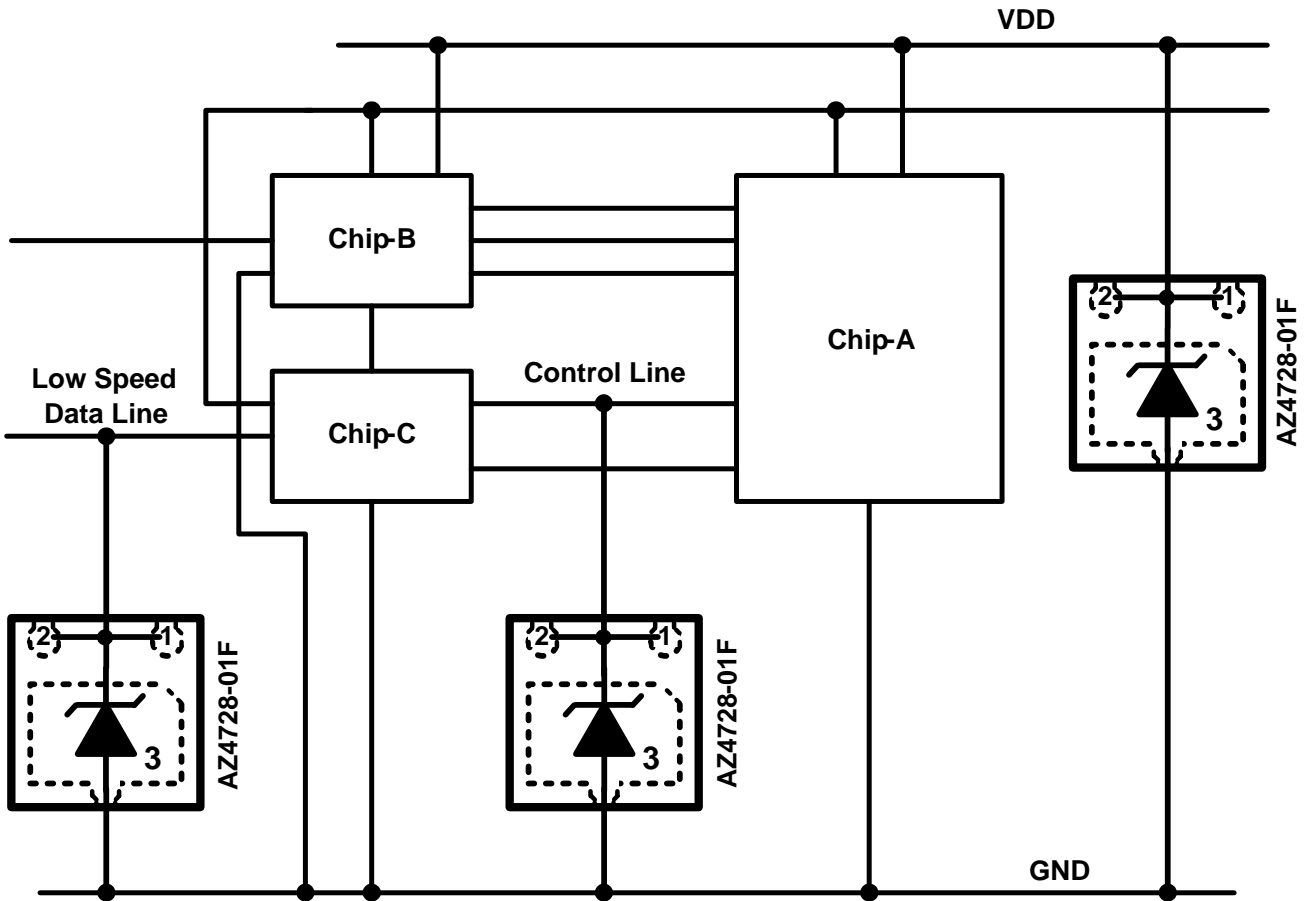 VDD
Chip-B
Chip-A
2
1
3
AZ4728-01F
Low Speed
Data Line
Control Line
Chip-C
2
1
3
AZ4728-01F
2
1
3
AZ4728-01F
GND